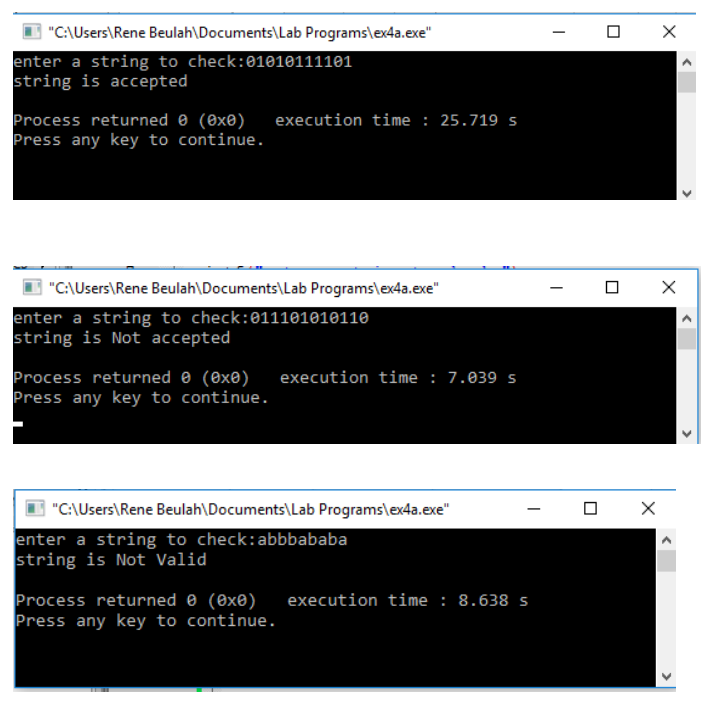 "C:\Users\Rene Beulah\Documents\Lab Programs\ex4a.exe"
enter a string to check:01010111101
string is accepted
Process returned 0 (0x0)   execution time : 25.719 s
Press any key to continue.
"C:\Users\Rene Beulah\Documents\Lab Programs\ex4a.exe"
enter a string to check:011101010110
string is Not accepted
Process returned 0 (0x0)   execution time : 7.039 s
Press any key to continue.
"C:\Users\Rene Beulah\Documents\Lab Programs\ex4a.exe"
enter a string to check:abbbababa
string is Not Valid
Process returned 0 (0x0)   execution time : 8.638 s
Press any key to continue.